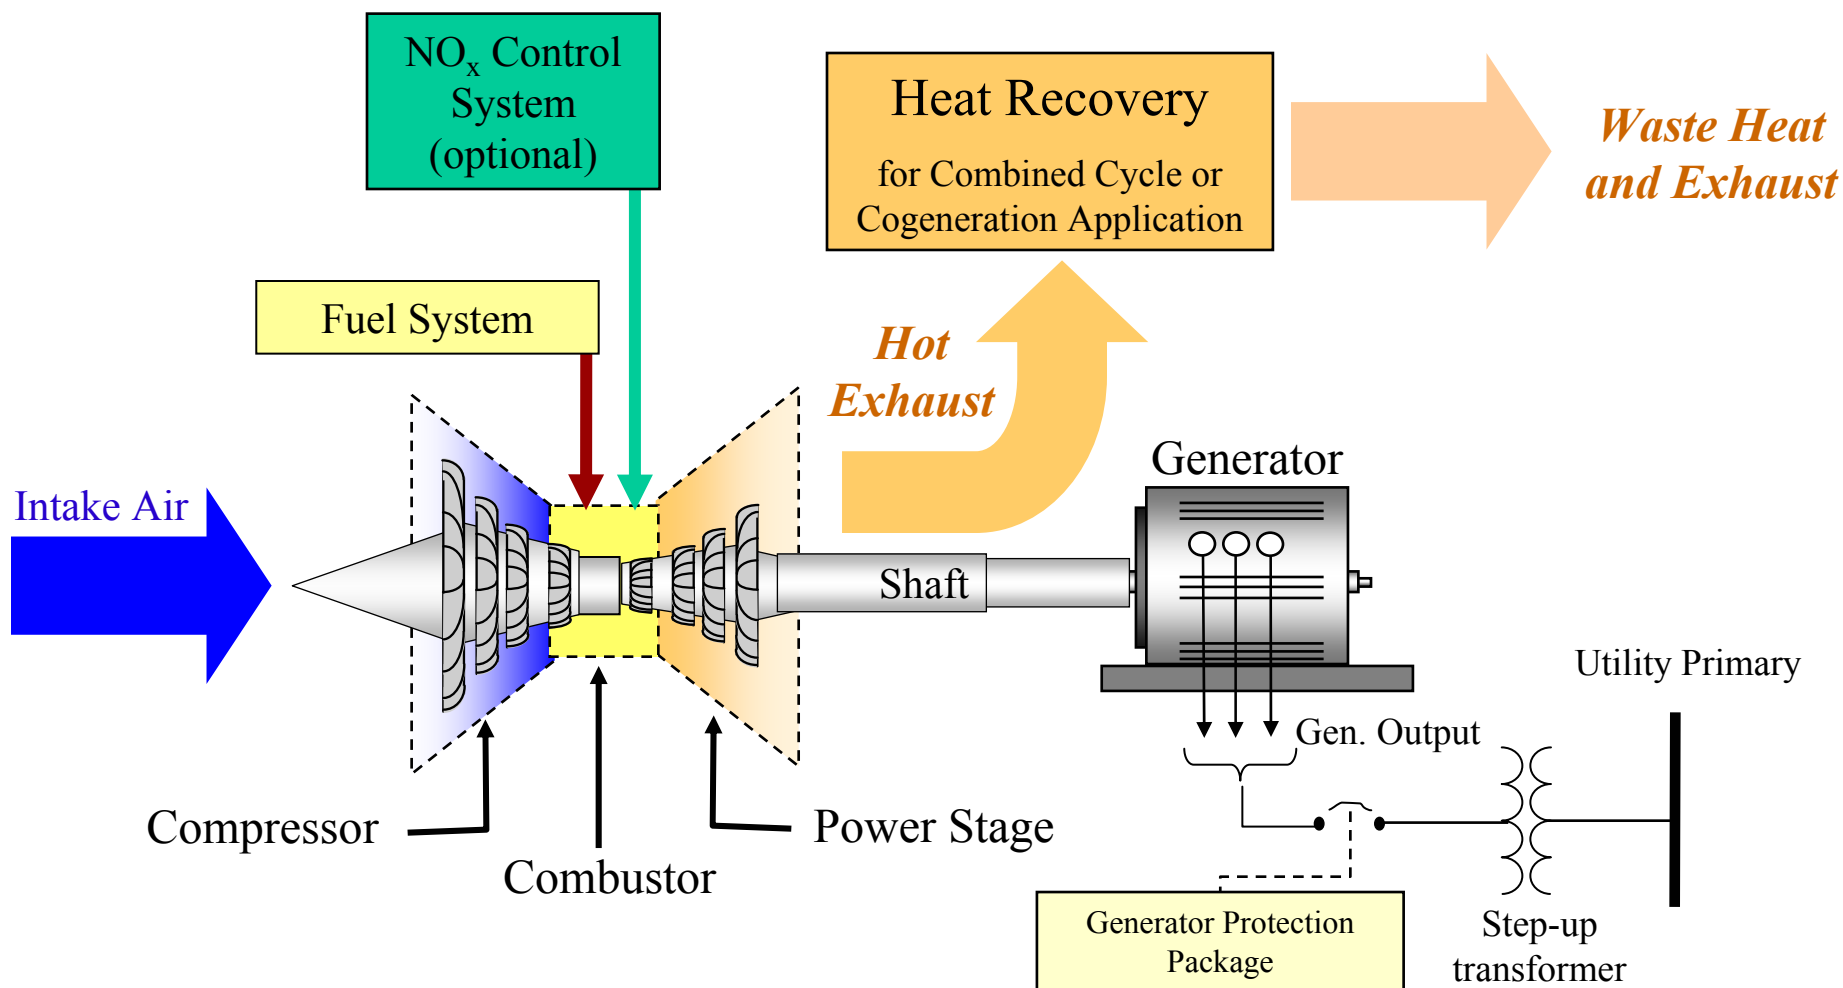 NOx Control
System
(optional)
Heat Recovery
for Combined Cycle or
Cogeneration Application
Waste Heat
and Exhaust
Fuel System
Hot
Exhaust
Intake Air
Generator
Shaft
Utility Primary
Gen. Output
Compressor
Combustor
Power Stage
Generator Protection
Package
Step-up
transformer